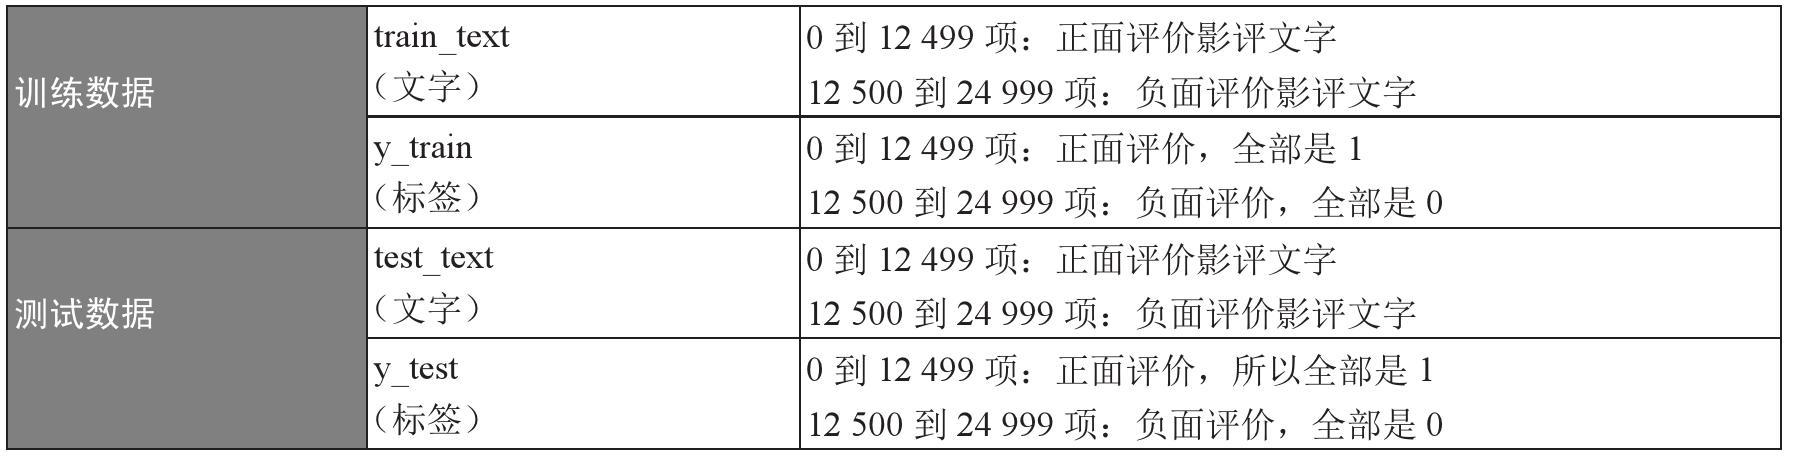 训练数据
train_text
（文字）
0 到 12 499 项：正面评价影评文字
12 500 到 24 999 项：负面评价影评文字
y_train
（标签）
0 到 12 499 项：正面评价，全部是 1
12 500 到 24 999 项：负面评价，全部是 0
测试数据
test_text
（文字）
0 到 12 499 项：正面评价影评文字
12 500 到 24 999 项：负面评价影评文字
y_test
（标签）
0 到 12 499 项：正面评价，所以全部是 1
12 500 到 24 999 项：负面评价，全部是 0